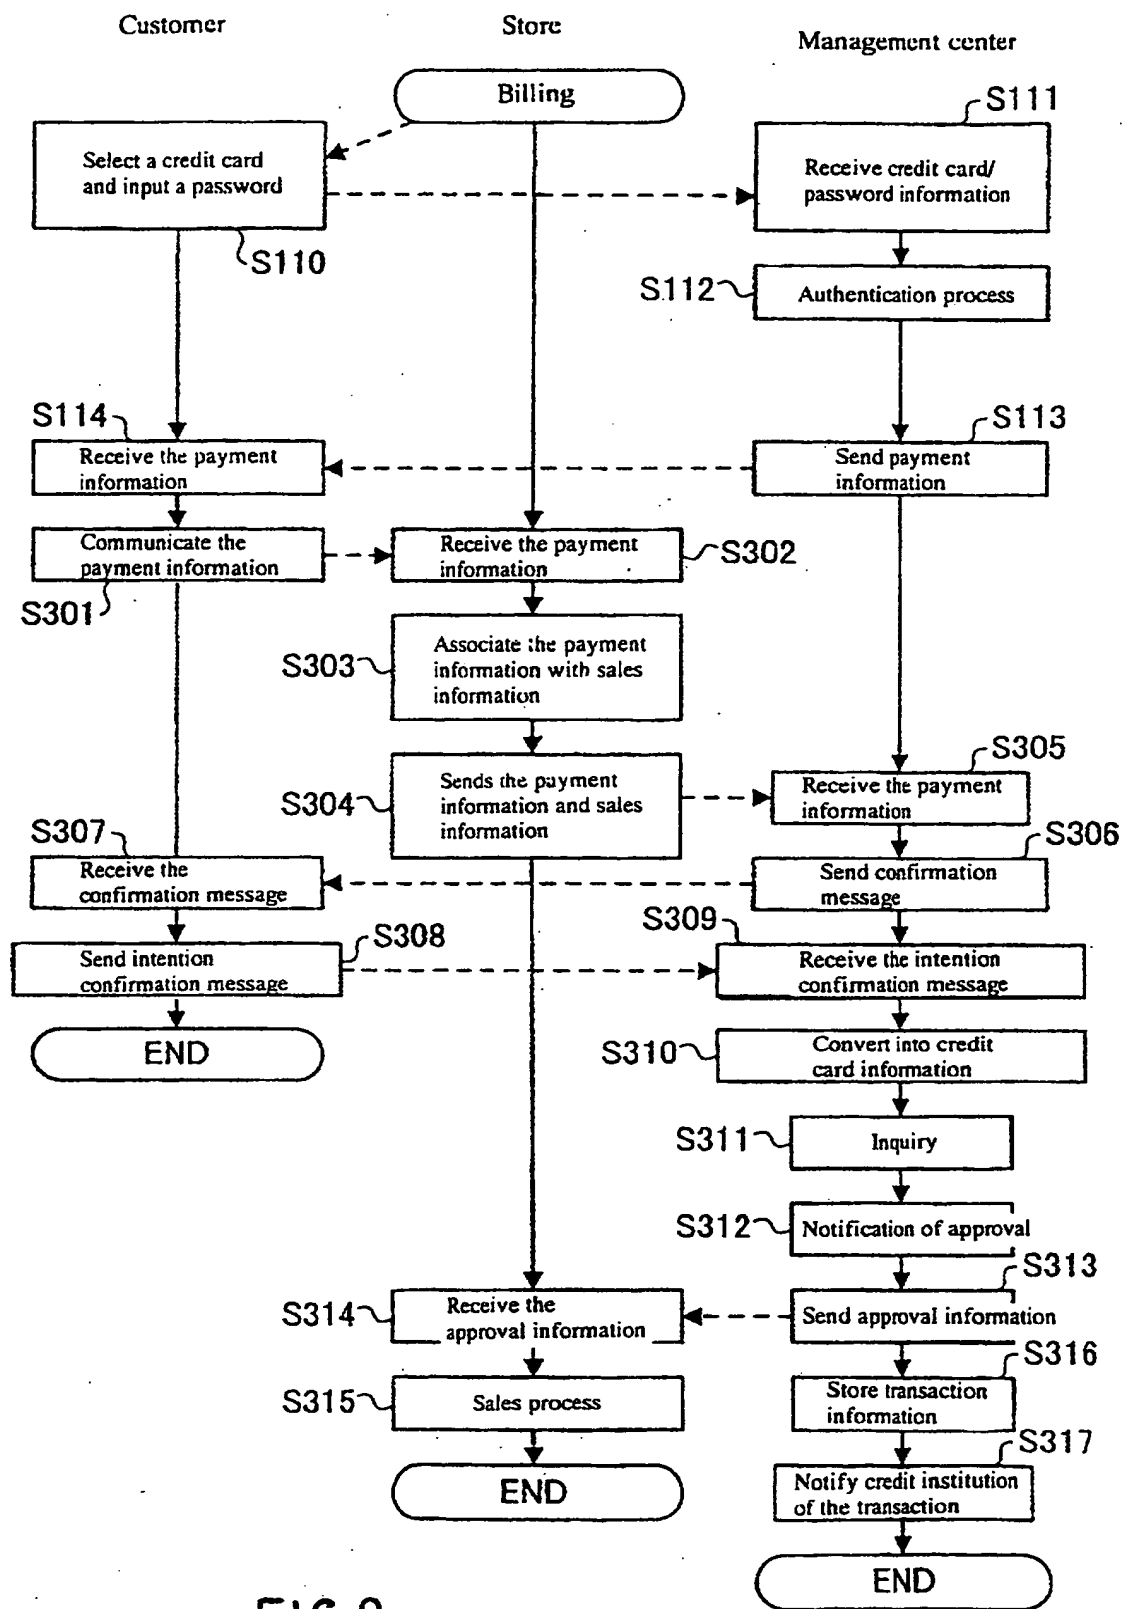 Customer
Store
Management center
Billing
S111
Select a credit card
and input a password
Receive credit card/
password information
S110
S112
Authentication process
S114
S113
Receive the payment
information
Send payment
information
Communicate the
payment information
Receive the payment
information
S302
S301
S303
Associate the payment
information with sales
information
S305
S304
Sends the payment
information and sales
information
Receive the payment
information
S307
S306
Receive the
confirmation message
Send confirmation
message
S309
S308
Send intention
confirmation message
Receive the intention
confirmation message
END
S310
Convert into credit
card information
S311
Inquiry
S312
Notification of approval
S313
S314
Receive the
approval information
Send approval information
S316
S315
Sales process
Store transaction
information
S317
END
Notify credit institution
of the transaction
END